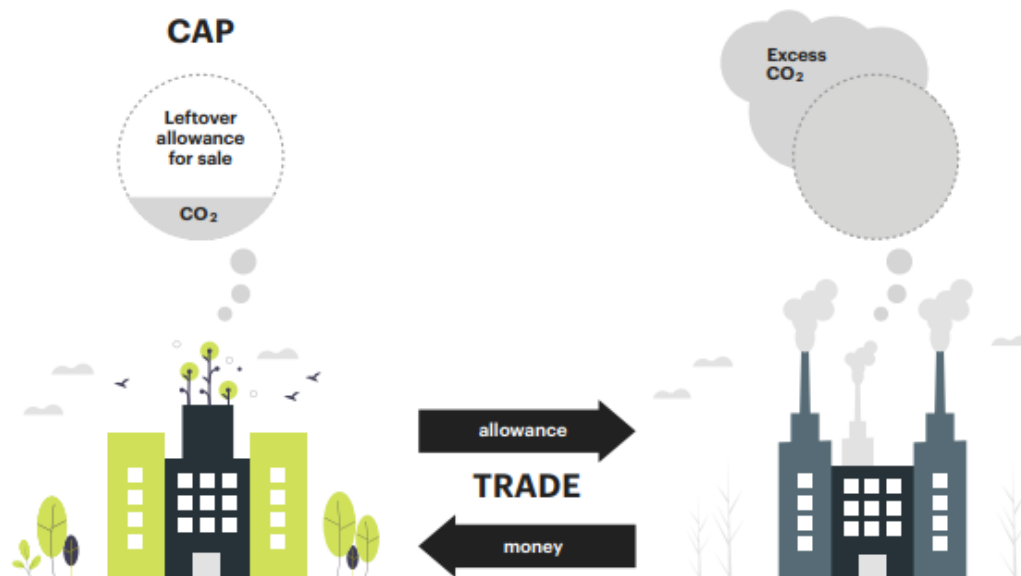 CAP
Leftover
allowance
for sale
CO₂
Excess
CO₂
allowance
TRADE
money